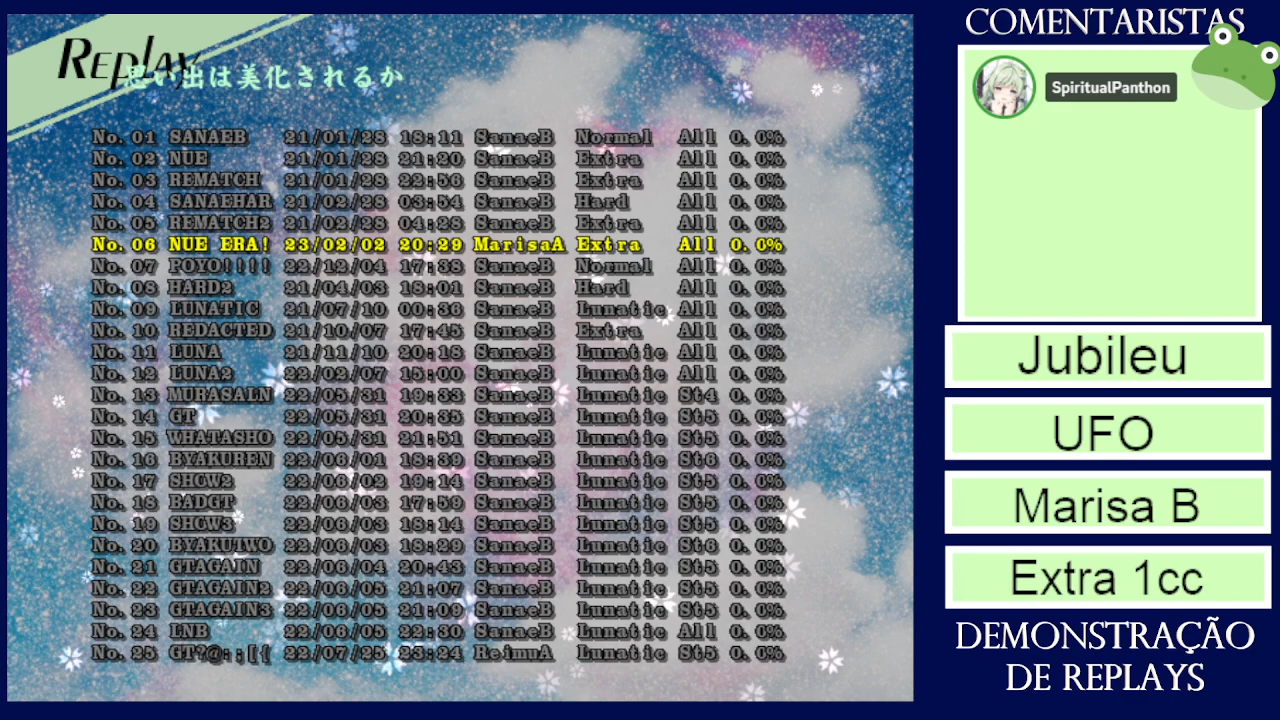 Replay
思い出は美化されるか
No. 01 SANAEB 21/01/28 18:11 SanaeB Normal All 0.0%
No. 02 NUE 21/01/28 21:20 SanaeB Extra All 0.0%
No. 03 REMATCH 21/01/28 22:56 SanaeB Extra All 0.0%
No. 04 SANAEHAR 21/02/28 03:54 SanaeB Hard All 0.0%
No. 05 REMATCH2 21/02/28 04:28 SanaeB Extra All 0.0%
No. 06 NUE ERA! 23/02/02 20:29 MarisaA Extra All 0.0%
No. 07 POYO!!!! 22/12/04 17:38 SanaeB Normal All 0.0%
No. 08 HARD2 21/04/03 18:01 SanaeB Hard All 0.0%
No. 09 LUNATIC 21/07/10 00:36 SanaeB Lunatic All 0.0%
No. 10 REDACTED 21/10/07 17:45 SanaeB Extra All 0.0%
No. 11 LUNA 21/11/10 20:18 SanaeB Lunatic All 0.0%
No. 12 LUNA2 22/02/07 15:00 SanaeB Lunatic All 0.0%
No. 13 MURASALN 22/05/31 19:33 SanaeB Lunatic St4 0.0%
No. 14 GT 22/05/31 20:35 SanaeB Lunatic St5 0.0%
No. 15 WHATASHO 22/05/31 21:51 SanaeB Lunatic St5 0.0%
No. 16 BYAKUREN 22/06/01 18:39 SanaeB Lunatic St6 0.0%
No. 17 SHOW2 22/06/02 19:14 SanaeB Lunatic St5 0.0%
No. 18 BADGT 22/06/03 17:59 SanaeB Lunatic St5 0.0%
No. 19 SHOW3 22/06/03 18:14 SanaeB Lunatic St5 0.0%
No. 20 BYAKUTWO 22/06/03 18:29 SanaeB Lunatic St6 0.0%
No. 21 GTAGAIN 22/06/04 20:43 SanaeB Lunatic St5 0.0%
No. 22 GTAGAIN2 22/06/05 21:07 SanaeB Lunatic St5 0.0%
No. 23 GTAGAIN3 22/06/05 21:09 SanaeB Lunatic St5 0.0%
No. 24 LNB 22/06/05 22:30 SanaeB Lunatic All 0.0%
No. 25 GT?@:;[{ 22/07/25 23:24 ReimuA Lunatic St5 0.0%
COMENTARISTAS
SpiritualPanthon
Jubileu
UFO
Marisa B
Extra 1cc
DEMONSTRAÇÃO
DE REPLAYS